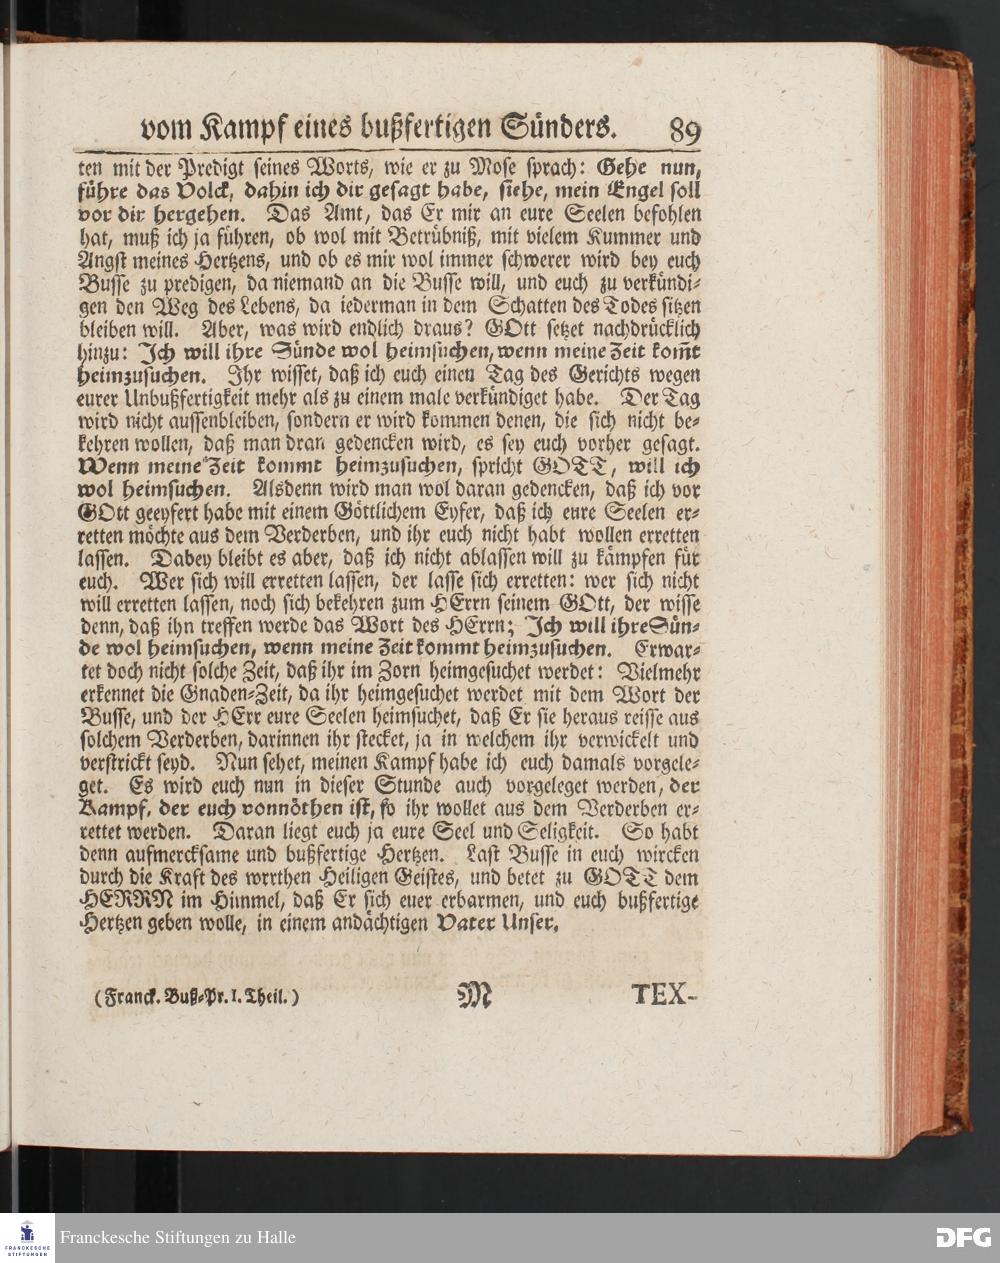 vom Kampf eines bußfertigen Sünders. 89
ten mit der Predigt seines Worts, wie er zu Mose sprach: Gehe nun,
führe das Volck, dahin ich dir gesagt habe, siehe, mein Engel soll
vor dir hergehen. Das Amt, das Er mir an eure Seelen befohlen
hat, muß ich ja führen, ob wol mit Betrübniß, mit vielem Kummer und
Angst meines Hertzens, und ob es mir wol immer schwerer wird bey euch
Busse zu predigen, da niemand an die Busse will, und euch zu verkündi-
gen den Weg des Lebens, da iederman in dem Schatten des Todes sitzen
bleiben will. Aber, was wird endlich draus? GOtt setzet nachdrücklich
hinzu: Ich will ihre Sünde wol heimsuchen, wenn meine Zeit kom̃t
heimzusuchen. Ihr wisset, daß ich euch einen Tag des Gerichts wegen
eurer Unbußfertigkeit mehr als zu einem male verkündiget habe. Der Tag
wird nicht aussenbleiben, sondern er wird kommen denen, die sich nicht be-
kehren wollen, daß man dran gedencken wird, es sey euch vorher gesagt.
Wenn meine Zeit kommt heimzusuchen, spricht GOTT, will ich
wol heimsuchen. Alsdenn wird man wol daran gedencken, daß ich vor
GOtt geeyfert habe mit einem Göttlichem Eyfer, daß ich eure Seelen er-
retten möchte aus dem Verderben, und ihr euch nicht habt wollen erretten
lassen. Dabey bleibt es aber, daß ich nicht ablassen will zu kämpfen für
euch. Wer sich will erretten lassen, der lasse sich erretten: wer sich nicht
will erretten lassen, noch sich bekehren zum HErrn seinem GOtt, der wisse
denn, daß ihn treffen werde das Wort des HErrn; Ich will ihre Sün-
de wol heimsuchen, wenn meine Zeit kommt heimzusuchen. Erwar-
tet doch nicht solche Zeit, daß ihr im Zorn heimgesuchet werdet: Vielmehr
erkennet die Gnaden-Zeit, da ihr heimgesuchet werdet mit dem Wort der
Busse, und der HErr eure Seelen heimsuchet, daß Er sie heraus reisse aus
solchem Verderben, darinnen ihr stecket, ja in welchem ihr verwickelt und
verstrickt seyd. Nun sehet, meinen Kampf habe ich euch damals vorgele-
get. Es wird euch nun in dieser Stunde auch vorgeleget werden, der
Kampf, der euch vonnöthen ist, so ihr wollet aus dem Verderben er-
rettet werden. Daran liegt euch ja eure Seel und Seligkeit. So habt
denn aufmercksame und bußfertige Hertzen. Last Busse in euch wircken
durch die Kraft des wrrthen Heiligen Geistes, und betet zu GOTT dem
HERRN im Himmel, daß Er sich euer erbarmen, und euch bußfertige
Hertzen geben wolle, in einem andächtigen Vater Unser.
(Franck. Buß-Pr. I. Theil.) M TEX-
FRANCKESCHE
STIFTUNGEN
Franckesche Stiftungen zu Halle
DFG